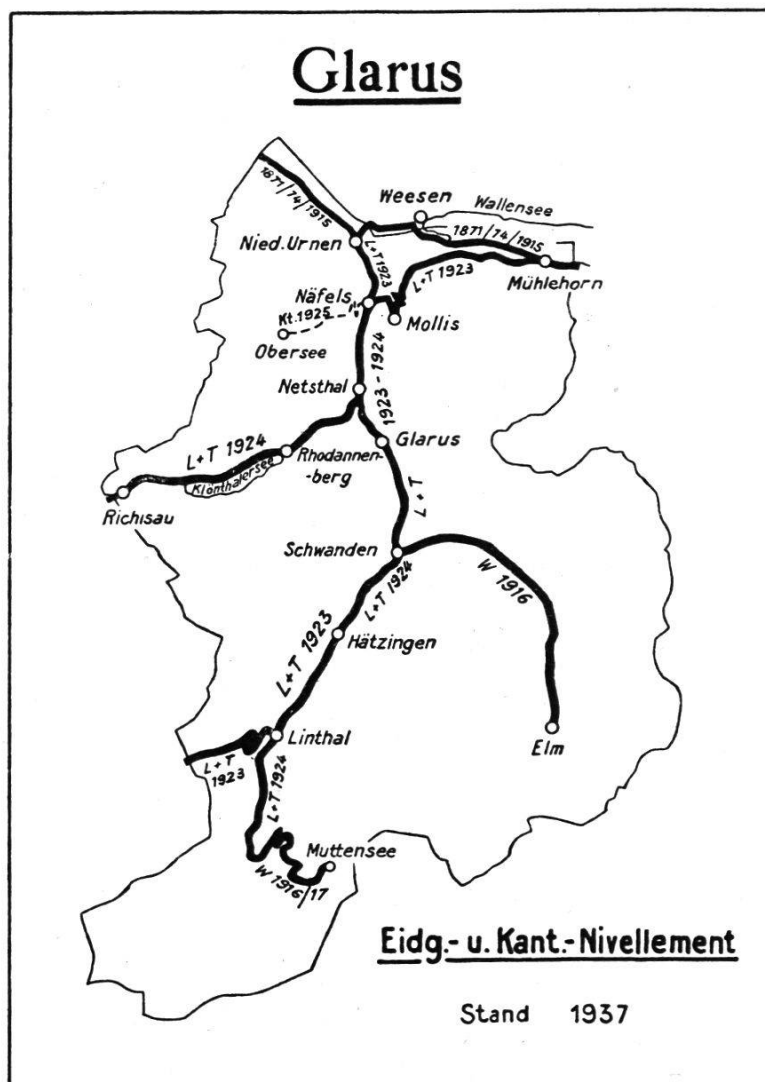 Glarus
1871/74/1915
Weesen
Wallensee
1871/74/1915
Nied. Urnen
L+T 1923
L+T 1923
Mühlehorn
Näfels
Kt. 1925
Mollis
Obersee
1923-1924
Netsthal
L+T 1924
Glarus
Rhodannen-
-berg
Klönthalersee
Richisau
L+T
Schwanden
L+T 1924
W 1916
L+T 1923
Hätzingen
Linthal
Elm
L+T
1923
L+T 1924
Muttensee
W 1916/17
Eidg.- u. Kant.- Nivellement
Stand 1937